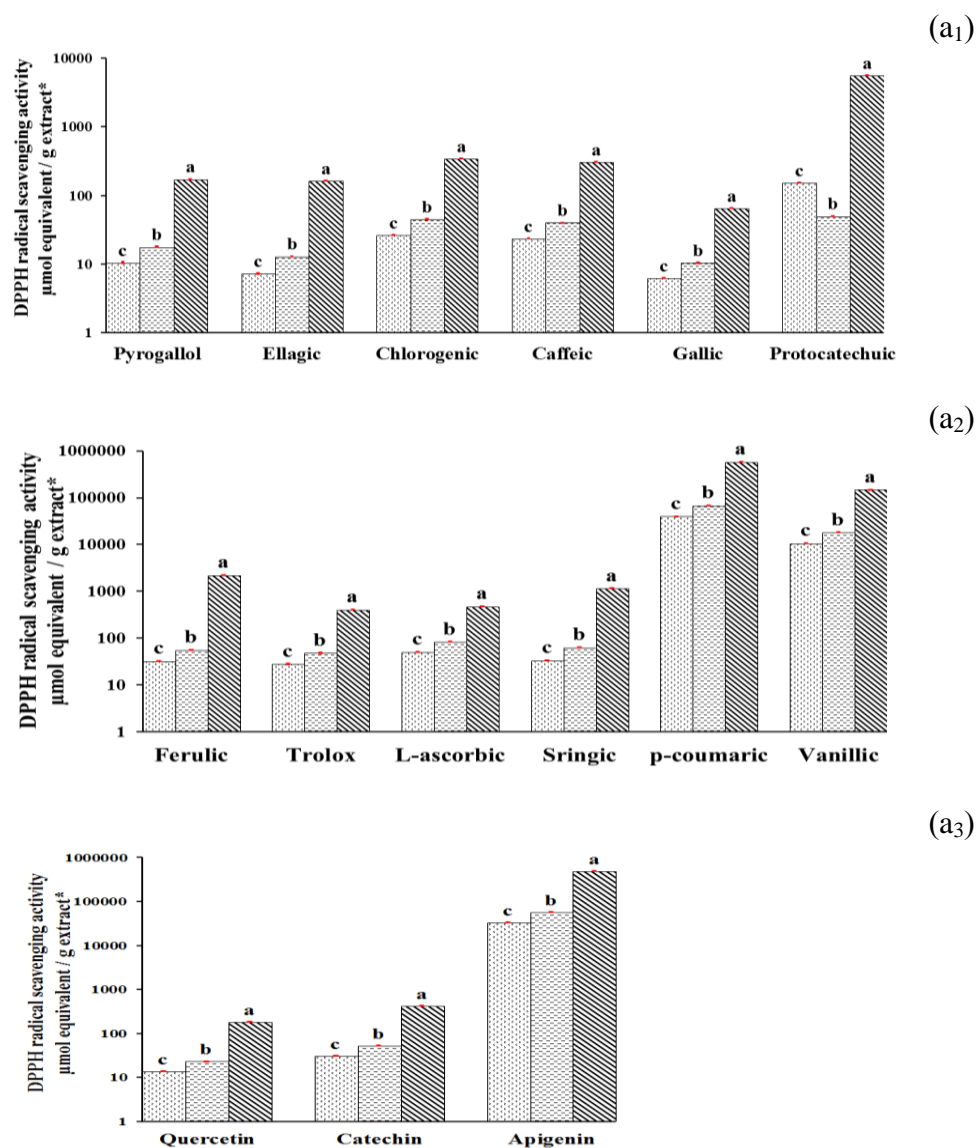 (a1)
DPPH radical scavenging activity
µmol equivalent / g extract*
10000
1000
100
10
1
c b a c b a c b a c b a c b a c b a
Pyrogallol Ellagic Chlorogenic Caffeic Gallic Protocatechuic
(a2)
DPPH radical scavenging activity
µmol equivalent / g extract*
1000000
100000
10000
1000
100
10
1
c b a c b a c b a c b a c b a c b a
Ferulic Trolox L-ascorbic Sringic p-coumaric Vanillic
(a3)
DPPH radical scavenging activity
µmol equivalent / g extract*
1000000
100000
10000
1000
100
10
1
c b a c b a c b a
Quercetin Catechin Apigenin